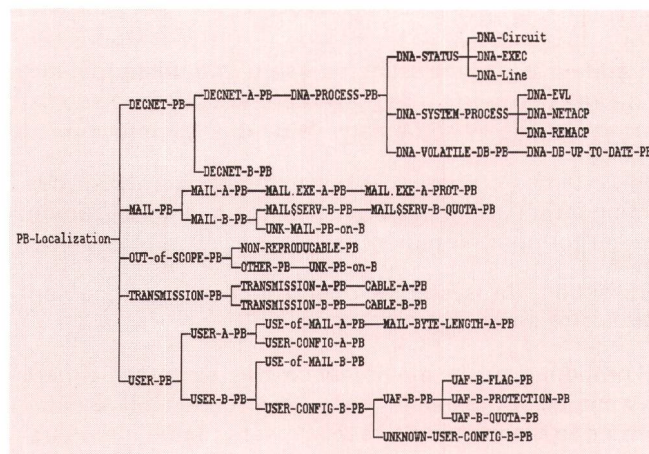 DNA-Circuit
DNA-STATUS DNA-EXEC
DNA-Line
DECNET-A-PB DNA-PROCESS-PB DNA-EVL
DECNET-PB DNA-SYSTEM-PROCESS DNA-NETACP
DNA-REMACP
DNA-VOLATILE-DB-PB DNA-DB-UP-TO-DATE-PB
DECNET-B-PB
MAIL-A-PB MAIL.EXE-A-PB MAIL.EXE-A-PROT-PB
MAIL-PB MAIL$SERV-B-PB MAIL$SERV-B-QUOTA-PB
MAIL-B-PB
UNK-MAIL-PB-on-B
PB-Localization NON-REPRODUCABLE-PB
OUT-of-SCOPE-PB
OTHER-PB UNK-PB-on-B
TRANSMISSION-A-PB CABLE-A-PB
TRANSMISSION-PB
TRANSMISSION-B-PB CABLE-B-PB
USE-of-MAIL-A-PB MAIL-BYTE-LENGTH-A-PB
USER-A-PB
USER-CONFIG-A-PB
USER-PB USE-of-MAIL-B-PB
USER-B-PB UAF-B-FLAG-PB
UAF-B-PB UAF-B-PROTECTION-PB
USER-CONFIG-B-PB UAF-B-QUOTA-PB
UNKNOWN-USER-CONFIG-B-PB